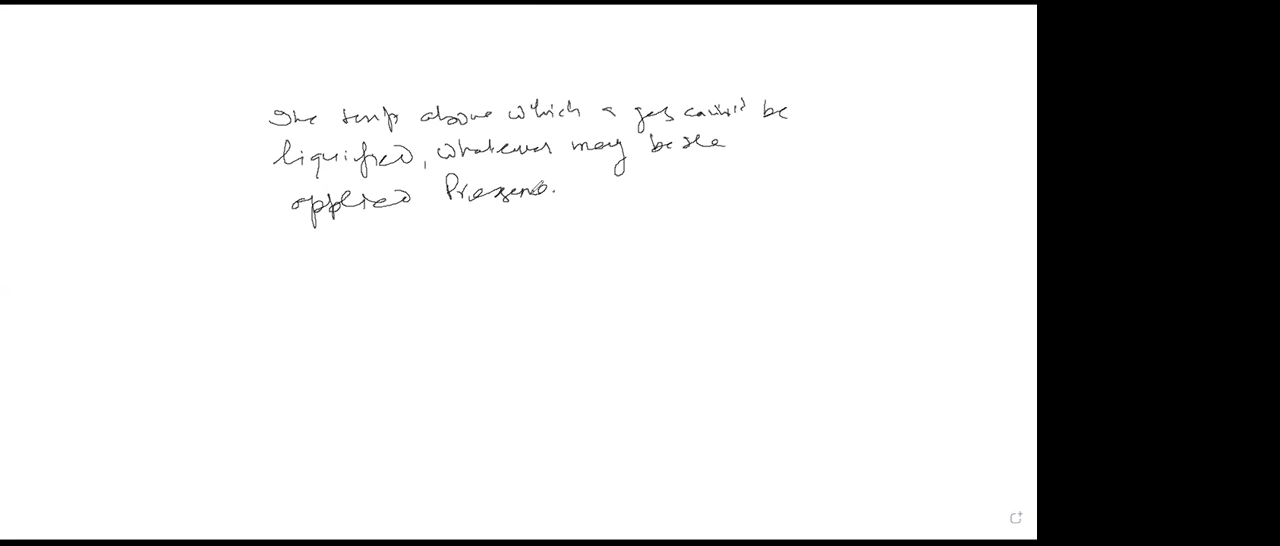 The temp above which a gas cannot be
liquified, whatever may be the
applied Pressure.